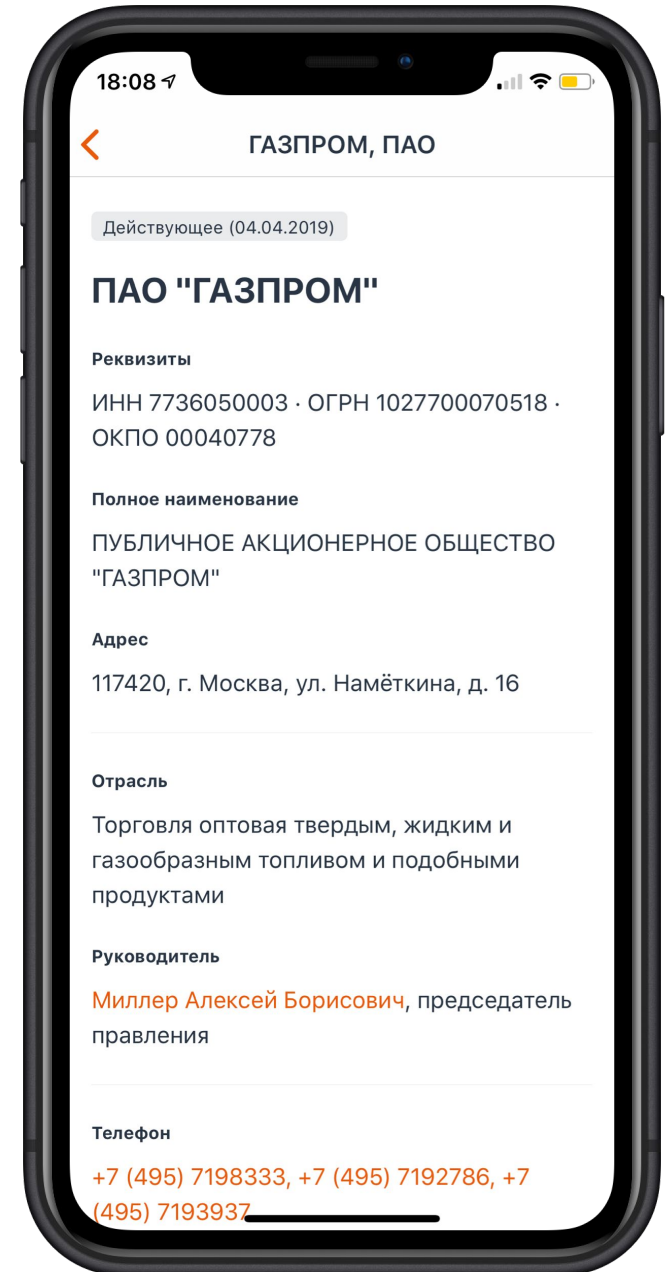 18:08
ГАЗПРОМ, ПАО
Действующее (04.04.2019)
ПАО "ГАЗПРОМ"
Реквизиты
ИНН 7736050003 · ОГРН 1027700070518 ·
ОКПО 00040778
Полное наименование
ПУБЛИЧНОЕ АКЦИОНЕРНОЕ ОБЩЕСТВО
"ГАЗПРОМ"
Адрес
117420, г. Москва, ул. Намёткина, д. 16
Отрасль
Торговля оптовая твердым, жидким и
газообразным топливом и подобными
продуктами
Руководитель
Миллер Алексей Борисович, председатель
правления
Телефон
+7 (495) 7198333, +7 (495) 7192786, +7
(495) 7193937